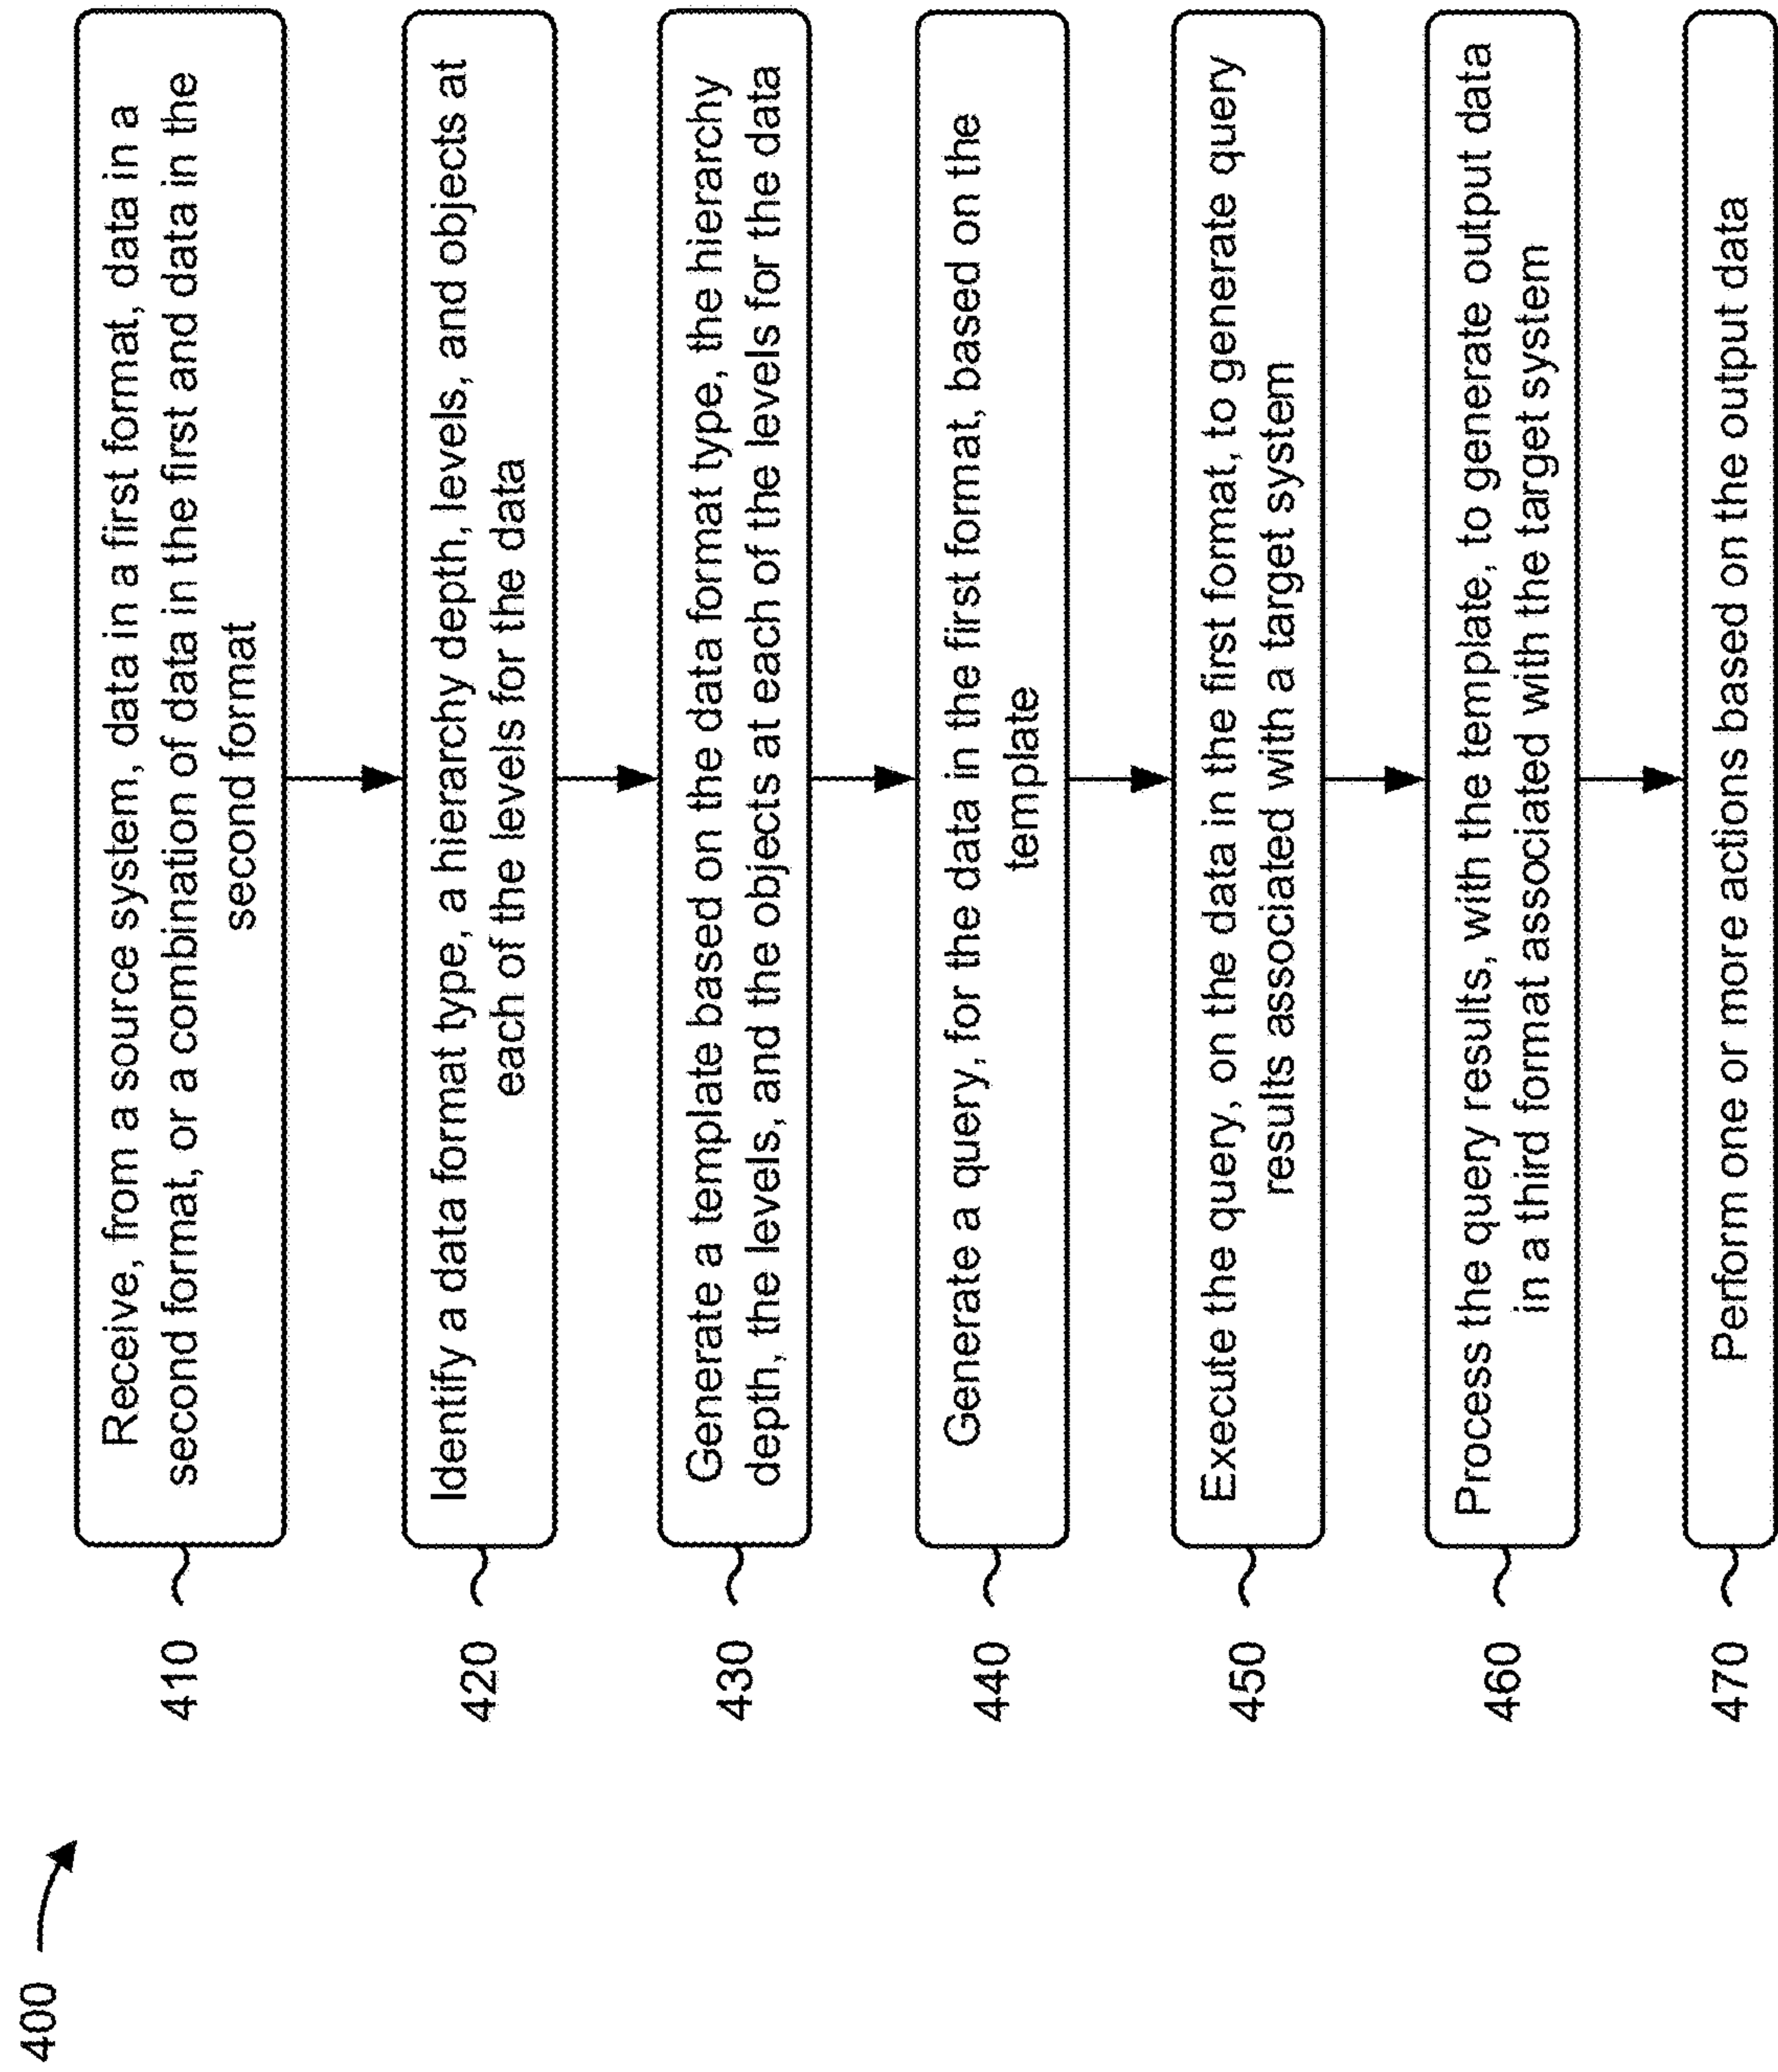 400
410
Receive, from a source system, data in a first format, data in a
second format, or a combination of data in the first and data in the
second format
420
Identify a data format type, a hierarchy depth, levels, and objects at
each of the levels for the data
430
Generate a template based on the data format type, the hierarchy
depth, the levels, and the objects at each of the levels for the data
440
Generate a query, for the data in the first format, based on the
template
450
Execute the query, on the data in the first format, to generate query
results associated with a target system
460
Process the query results, with the template, to generate output data
in a third format associated with the target system
470
Perform one or more actions based on the output data